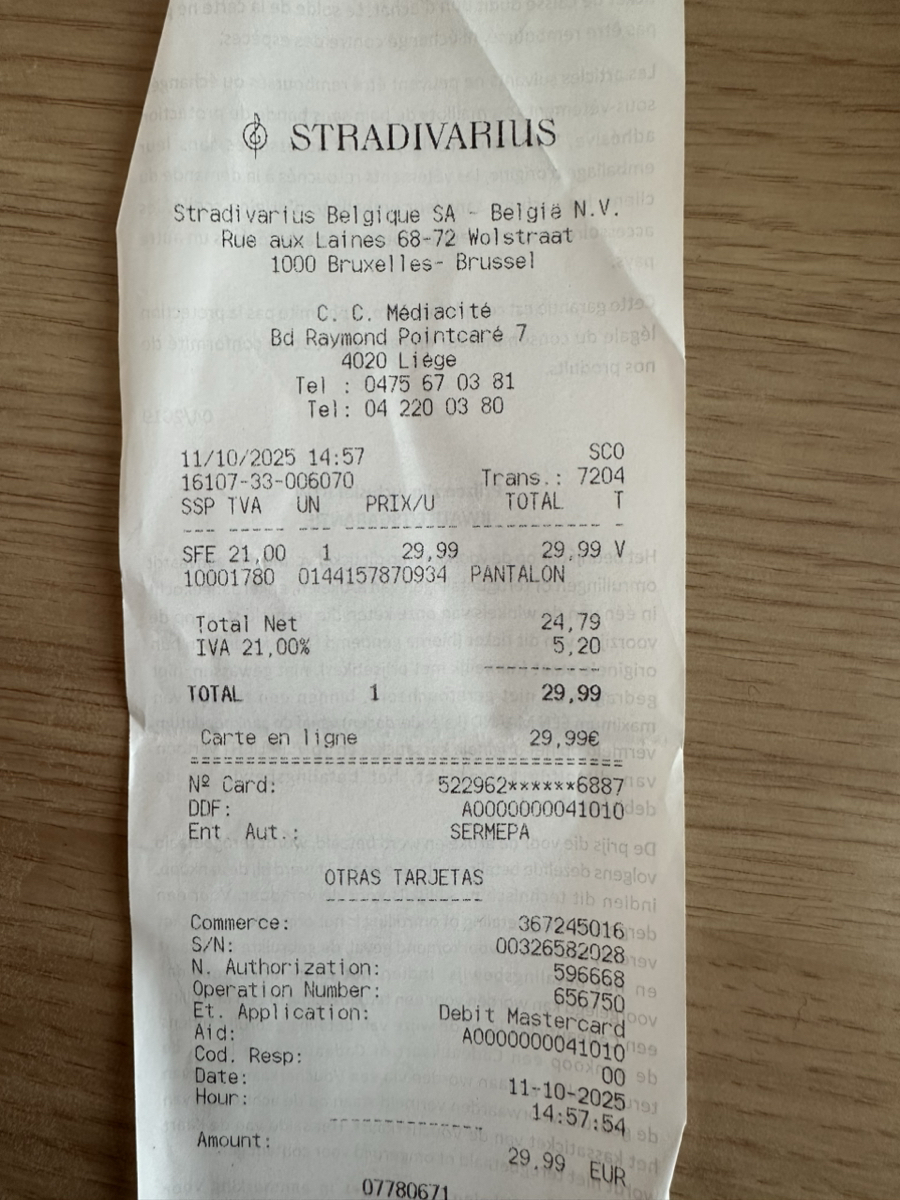 STRADIVARIUS
Stradivarius Belgique SA - België N.V.
Rue aux Laines 68-72 Wolstraat
1000 Bruxelles- Brussel
C. C. Médiacité
Bd Raymond Pointcaré 7
4020 Liége
Tel : 0475 67 03 81
Tel: 04 220 03 80
11/10/2025 14:57 SCO
16107-33-006070 Trans.: 7204
SSP TVA UN PRIX/U TOTAL T
SFE 21,00 1 29,99 29,99 V
10001780 0144157870934 PANTALON
Total Net 24,79
IVA 21,00% 5,20
TOTAL 1 29,99
Carte en ligne 29,99€
Nº Card: 522962******6887
DDF: A0000000041010
Ent. Aut.: SERMEPA
OTRAS TARJETAS
Commerce: 367245016
S/N: 00326582028
N. Authorization: 596668
Operation Number: 656750
Et. Application: Debit Mastercard
Aid: A0000000041010
Cod. Resp: 00
Date: 11-10-2025
Hour: 14:57:54
Amount: 29.99 EUR
07780671